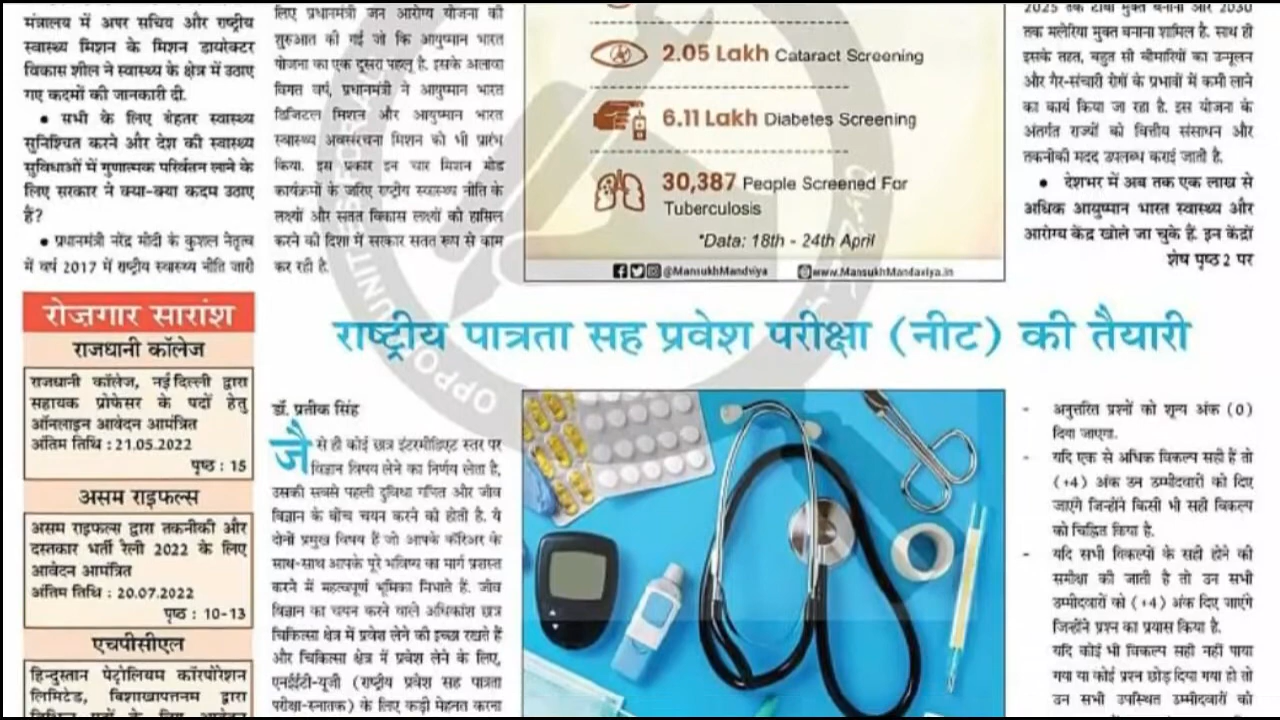 मंत्रालय में अपर सचिव और राष्ट्रीय
स्वास्थ्य मिशन के मिशन डायरेक्टर
विकास शील ने स्वास्थ्य के क्षेत्र में उठाए
गए कदमों की जानकारी दी.
• सभी के लिए बेहतर स्वास्थ्य
सुनिश्चित करने और देश की स्वास्थ्य
सुविधाओं में गुणात्मक परिवर्तन लाने के
लिए सरकार ने क्या-क्या कदम उठाए
हैं?
• प्रधानमंत्री नरेंद्र मोदी के कुशल नेतृत्व
में वर्ष 2017 में राष्ट्रीय स्वास्थ्य नीति जारी
लिए प्रधानमंत्री जन आरोग्य योजना की
शुरुआत की गई जो कि आयुष्मान भारत
योजना का एक दूसरा पहलू है. इसके अलावा
विगत वर्ष, प्रधानमंत्री ने आयुष्मान भारत
डिजिटल मिशन और आयुष्मान भारत
स्वास्थ्य अवसंरचना मिशन को भी प्रारंभ
किया. इस प्रकार इन चार मिशन मोड
कार्यक्रमों के जरिए राष्ट्रीय स्वास्थ्य नीति के
लक्ष्यों और सतत विकास लक्ष्यों को हासिल
करने की दिशा में सरकार सतत रूप से काम
कर रही है.
2.05 Lakh Cataract Screening
6.11 Lakh Diabetes Screening
30,387 People Screened For
Tuberculosis
*Data: 18th - 24th April
@MansukhMandviya www.MansukhMandaviya.in
2025 तक टीबी मुक्त बनाना और 2030
तक मलेरिया मुक्त बनाना शामिल है. साथ ही
इसके तहत, बहुत सी बीमारियों का उन्मूलन
और गैर-संचारी रोगों के प्रभावों में कमी लाने
का कार्य किया जा रहा है. इस योजना के
अंतर्गत राज्यों को वित्तीय संसाधन और
तकनीकी मदद उपलब्ध कराई जाती है.
• देशभर में अब तक एक लाख से
अधिक आयुष्मान भारत स्वास्थ्य और
आरोग्य केंद्र खोले जा चुके हैं. इन केंद्रों
शेष पृष्ठ 2 पर
रोज़गार सारांश
राजधानी कॉलेज
राजधानी कॉलेज, नई दिल्ली द्वारा
सहायक प्रोफेसर के पदों हेतु
ऑनलाइन आवेदन आमंत्रित
अंतिम तिथि : 21.05.2022
पृष्ठ : 15
असम राइफल्स
असम राइफल्स द्वारा तकनीकी और
दस्तकार भर्ती रैली 2022 के लिए
आवेदन आमंत्रित
अंतिम तिथि : 20.07.2022
पृष्ठ : 10-13
एचपीसीएल
हिन्दुस्तान पेट्रोलियम कॉरपोरेशन
लिमिटेड, विशाखापत्तनम द्वारा
राष्ट्रीय पात्रता सह प्रवेश परीक्षा (नीट) की तैयारी
डॉ. प्रतीक सिंह
जैसे ही कोई छात्र इंटरमीडिएट स्तर पर
विज्ञान विषय लेने का निर्णय लेता है,
उसकी सबसे पहली दुविधा गणित और जीव
विज्ञान के बीच चयन करने की होती है. ये
दोनों प्रमुख विषय हैं जो आपके करिअर के
साथ-साथ आपके पूरे भविष्य का मार्ग प्रशस्त
करने में महत्वपूर्ण भूमिका निभाते हैं. जीव
विज्ञान का चयन करने वाले अधिकांश छात्र
चिकित्सा क्षेत्र में प्रवेश लेने की इच्छा रखते हैं
और चिकित्सा क्षेत्र में प्रवेश लेने के लिए,
एनईईटी-यूजी (राष्ट्रीय प्रवेश सह पात्रता
परीक्षा-स्नातक) के लिए कड़ी मेहनत करना
- अनुत्तरित प्रश्नों को शून्य अंक (0)
दिया जाएगा.
- यदि एक से अधिक विकल्प सही हैं तो
(+4) अंक उन उम्मीदवारों को दिए
जाएंगे जिन्होंने किसी भी सही विकल्प
को चिह्नित किया है.
- यदि सभी विकल्पों के सही होने की
समीक्षा की जाती है तो उन सभी
उम्मीदवारों को (+4) अंक दिए जाएंगे
जिन्होंने प्रश्न का प्रयास किया है.
यदि कोई भी विकल्प सही नहीं पाया
गया या कोई प्रश्न छोड़ दिया गया हो तो
उन सभी उपस्थित उम्मीदवारों को